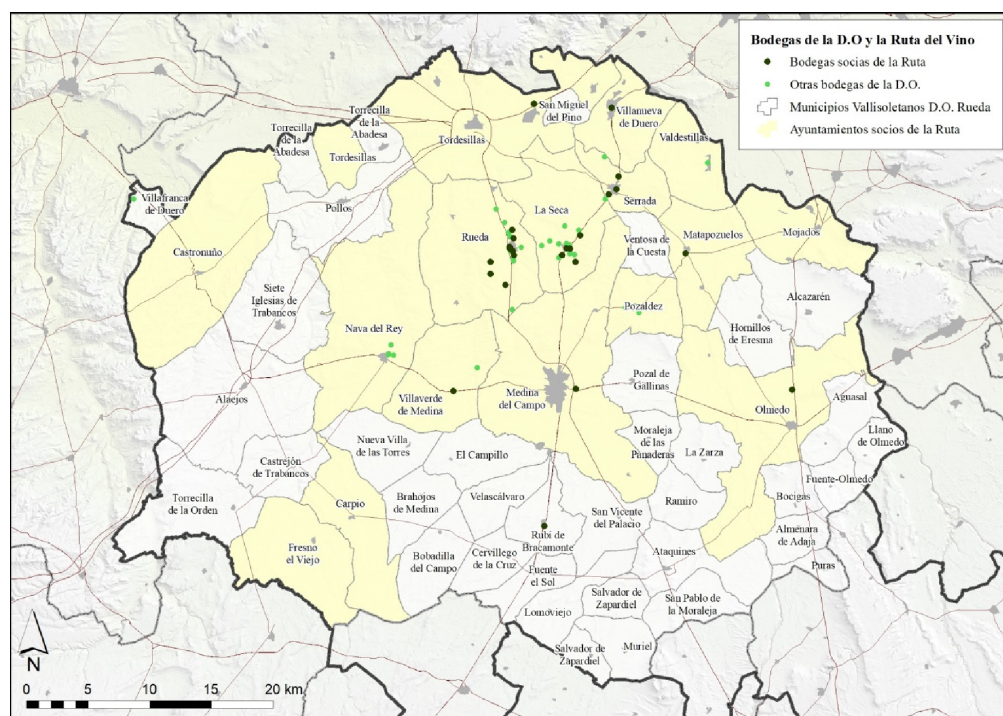 Bodegas de la D.O y la Ruta del Vino
Bodegas socias de la Ruta
Otras bodegas de la D.O.
Municipios Vallisoletanos D.O. Rueda
Ayuntamientos socios de la Ruta
San Miguel
del Pino
Villanueva
de Duero
Torrecilla
de la
Abadesa
Torrecilla
de la
Abadesa
Tordesillas
Tordesillas
Valdestillas
Villafranca
de Duero
Pollos
La Seca
Serrada
Castronuño
Rueda
Ventosa de
la Cuesta
Matapozuelos
Mojados
Siete
Iglesias de
Trabancos
Alcazarén
Pozaldez
Hornillos
de Eresma
Nava del Rey
Pozal de
Gallinas
Alaejos
Villaverde
de Medina
Medina
del Campo
Olmedo
Aguasal
Nueva Villa
de las Torres
El Campillo
Moraleja
de las
Panaderas
La Zarza
Llano
de Olmedo
Castrejón
de Trabancos
Fuente-Olmedo
Torrecilla
de la Orden
Carpio
Brahojos
de Medina
Velascálvaro
San Vicente
del Palacio
Ramiro
Bocigas
Rubí de
Bracamonte
Almenara
de Adaja
Fresno
el Viejo
Bobadilla
del Campo
Cervillego
de la Cruz
Fuente
el Sol
Ataquines
Puras
Lomoviejo
Salvador de
Zapardiel
San Pablo de
la Moraleja
Salvador de
Zapardiel
Muriel
N
0 5 10 15 20 km